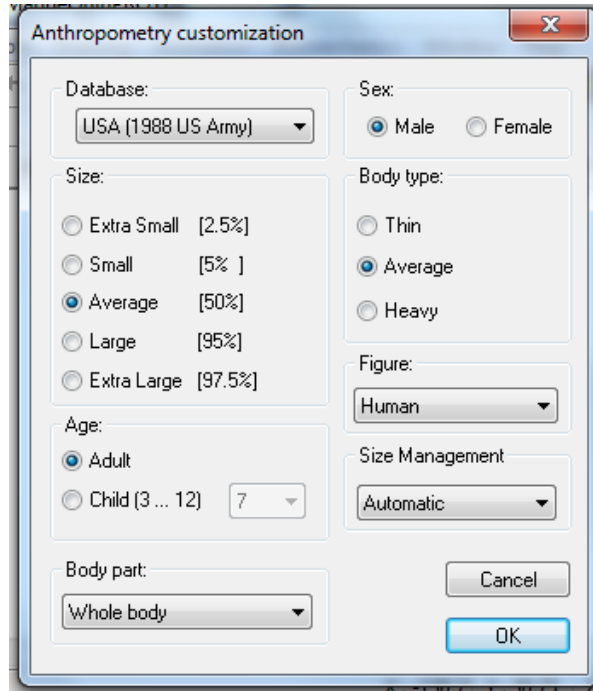 Anthropometry customization
Database:
USA (1988 US Army)
Sex:
Male
Female
Size:
Extra Small [2.5%]
Small [5% ]
Average [50%]
Large [95%]
Extra Large [97.5%]
Body type:
Thin
Average
Heavy
Figure:
Human
Age:
Adult
Child (3 ... 12) 7
Size Management
Automatic
Body part:
Whole body
Cancel
OK